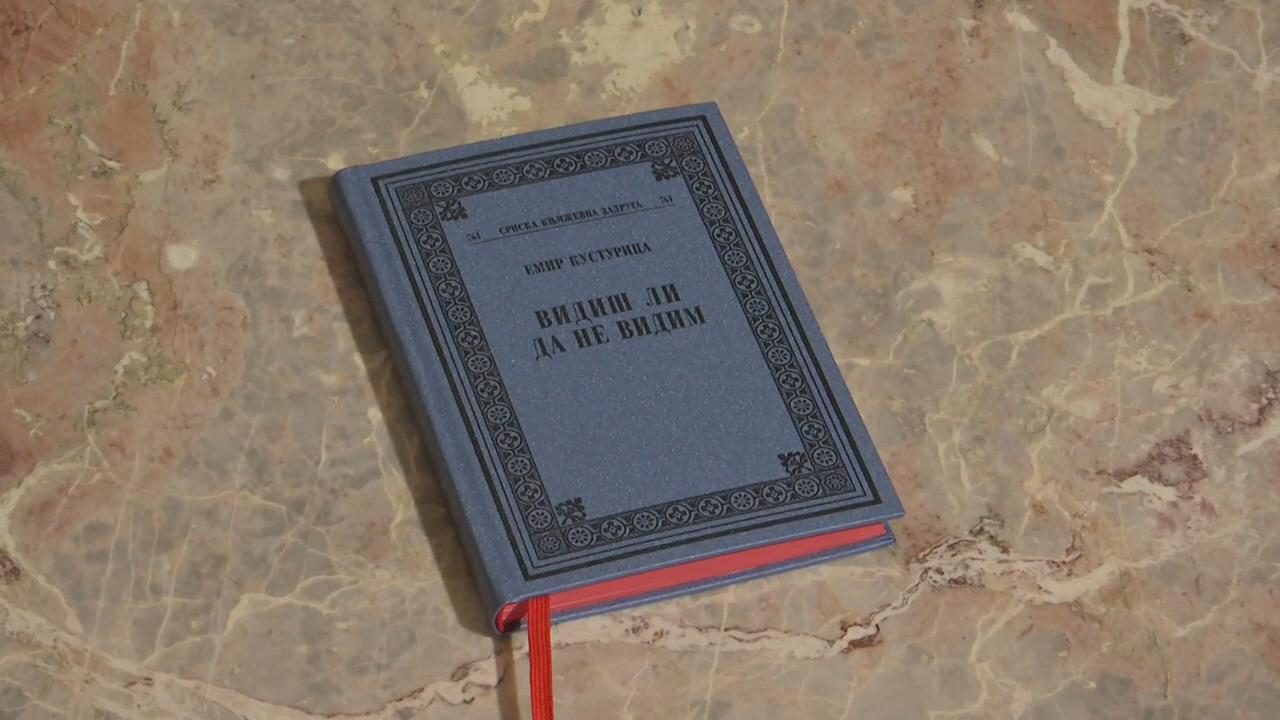 761 СРПСКА КЊИЖЕВНА ЗАДРУГА 761
ЕМИР КУСТУРИЦА
ВИДИШ ЛИ
ДА НЕ ВИДИМ